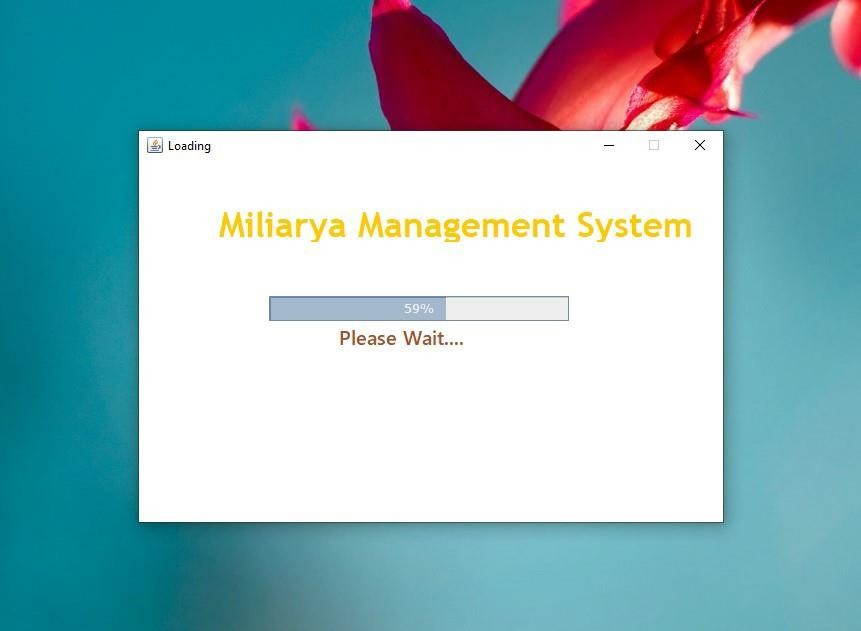 Loading
Miliarya Management System
59%
Please Wait....